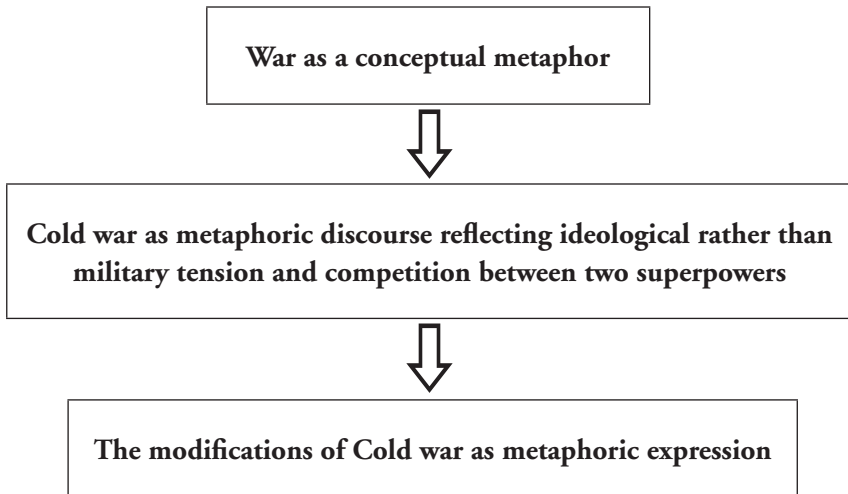 War as a conceptual metaphor
Cold war as metaphoric discourse reflecting ideological rather than
military tension and competition between two superpowers
The modifications of Cold war as metaphoric expression